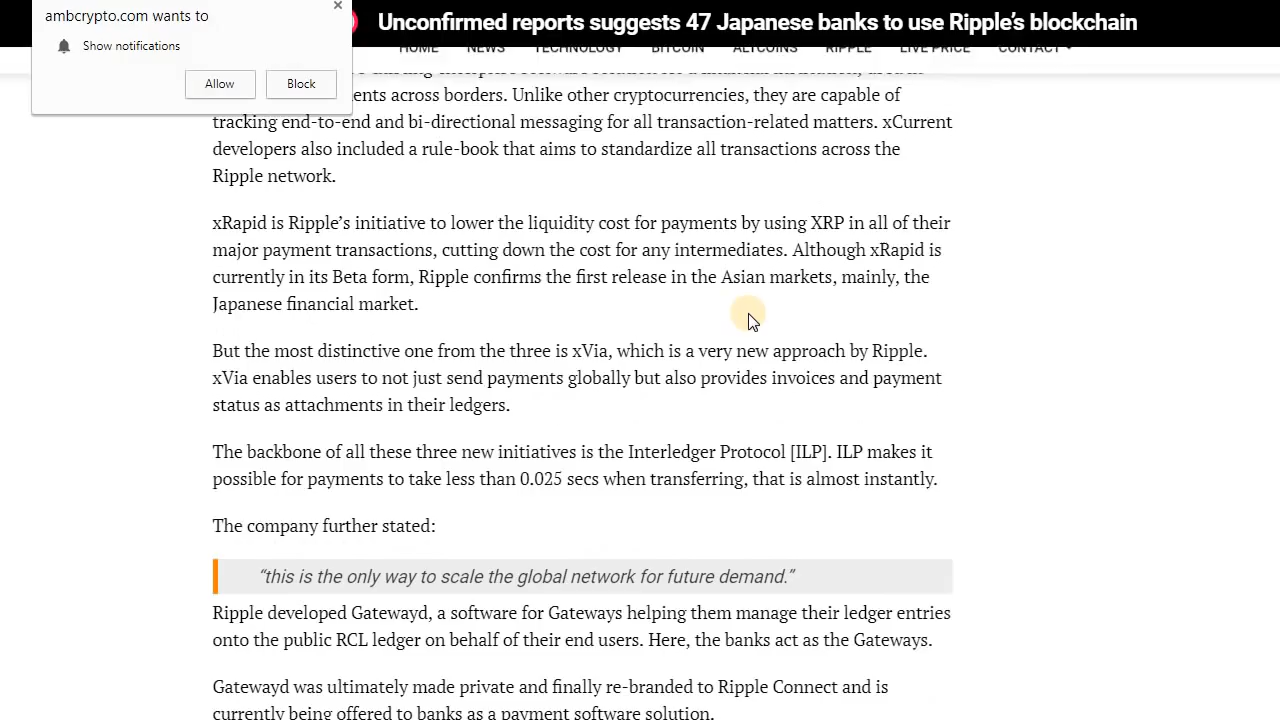 ambcrypto.com wants to
Show notifications
Allow Block
Unconfirmed reports suggests 47 Japanese banks to use Ripple’s blockchain
HOME NEWS TECHNOLOGY BITCOIN ALTCOINS RIPPLE LIVE PRICE CONTACT
across borders. Unlike other cryptocurrencies, they are capable of
tracking end-to-end and bi-directional messaging for all transaction-related matters. xCurrent
developers also included a rule-book that aims to standardize all transactions across the
Ripple network.
xRapid is Ripple’s initiative to lower the liquidity cost for payments by using XRP in all of their
major payment transactions, cutting down the cost for any intermediates. Although xRapid is
currently in its Beta form, Ripple confirms the first release in the Asian markets, mainly, the
Japanese financial market.
But the most distinctive one from the three is xVia, which is a very new approach by Ripple.
xVia enables users to not just send payments globally but also provides invoices and payment
status as attachments in their ledgers.
The backbone of all these three new initiatives is the Interledger Protocol [ILP]. ILP makes it
possible for payments to take less than 0.025 secs when transferring, that is almost instantly.
The company further stated:
“this is the only way to scale the global network for future demand.”
Ripple developed Gatewayd, a software for Gateways helping them manage their ledger entries
onto the public RCL ledger on behalf of their end users. Here, the banks act as the Gateways.
Gatewayd was ultimately made private and finally re-branded to Ripple Connect and is
currently being offered to banks as a payment software solution.